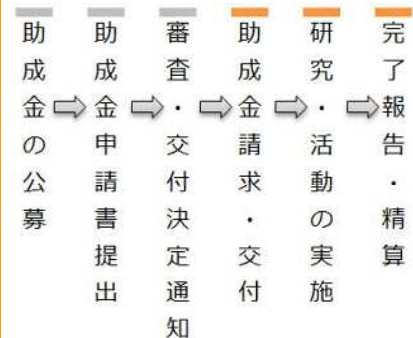 助成金の公募
助成金申請書提出
審査・交付決定通知
助成金請求・交付
研究・活動の実施
完了報告・精算